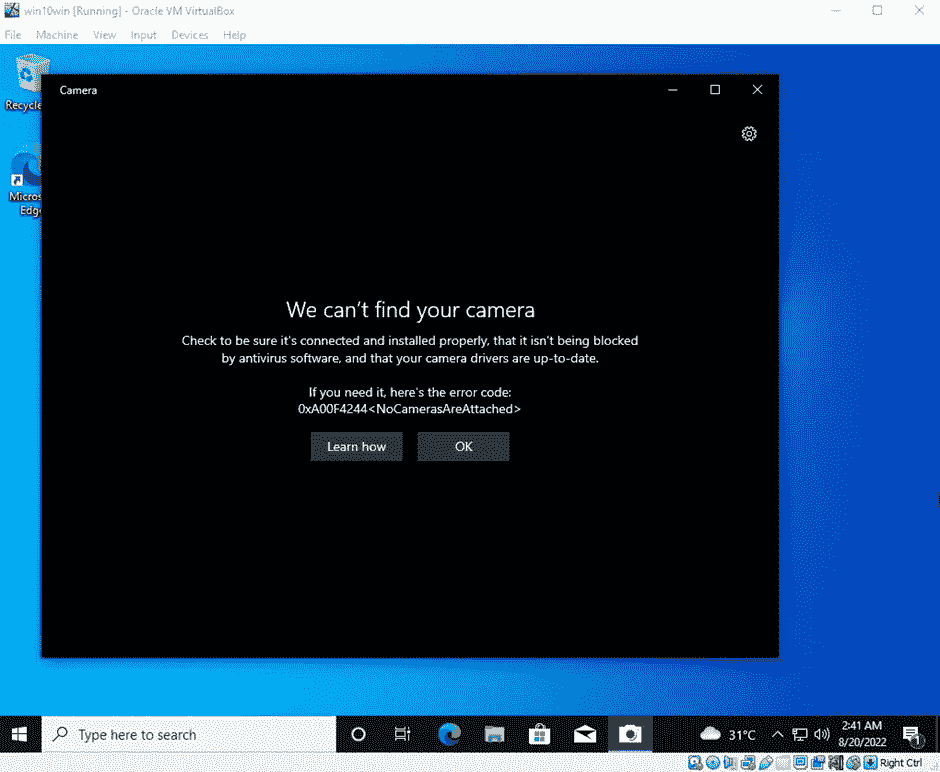 win10win [Running] - Oracle VM VirtualBox
File Machine View Input Devices Help
Recycle
Camera
Micros
Edge
We can't find your camera
Check to be sure it's connected and installed properly, that it isn't being blocked
by antivirus software, and that your camera drivers are up-to-date.
If you need it, here's the error code:
0xA00F4244<NoCamerasAreAttached>
Learn how OK
Type here to search
31°C
2:41 AM
8/20/2022
1
Right Ctrl